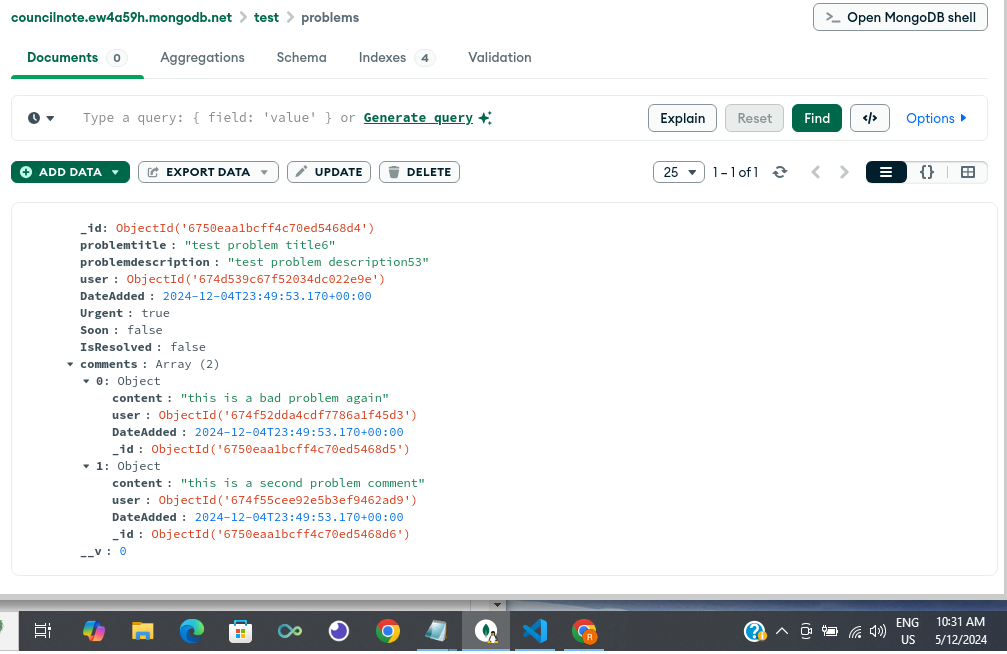 councilnote.ew4a59h.mongodb.net > test > problems
>_ Open MongoDB shell
Documents 0 Aggregations Schema Indexes 4 Validation
Type a query: { field: 'value' } or Generate query
Explain Reset Find </> Options
ADD DATA EXPORT DATA UPDATE DELETE 25 1 – 1 of 1 {}
_id: ObjectId('6750eaa1bcff4c70ed5468d4')
problemtitle : "test problem title6"
problemdescription : "test problem description53"
user : ObjectId('674d539c67f52034dc022e9e')
DateAdded : 2024-12-04T23:49:53.170+00:00
Urgent : true
Soon : false
IsResolved : false
comments : Array (2)
0: Object
content : "this is a bad problem again"
user : ObjectId('674f52dda4cdf7786a1f45d3')
DateAdded : 2024-12-04T23:49:53.170+00:00
_id : ObjectId('6750eaa1bcff4c70ed5468d5')
1: Object
content : "this is a second problem comment"
user : ObjectId('674f55cee92e5b3ef9462ad9')
DateAdded : 2024-12-04T23:49:53.170+00:00
_id : ObjectId('6750eaa1bcff4c70ed5468d6')
__v : 0
ENG 10:31 AM
US 5/12/2024